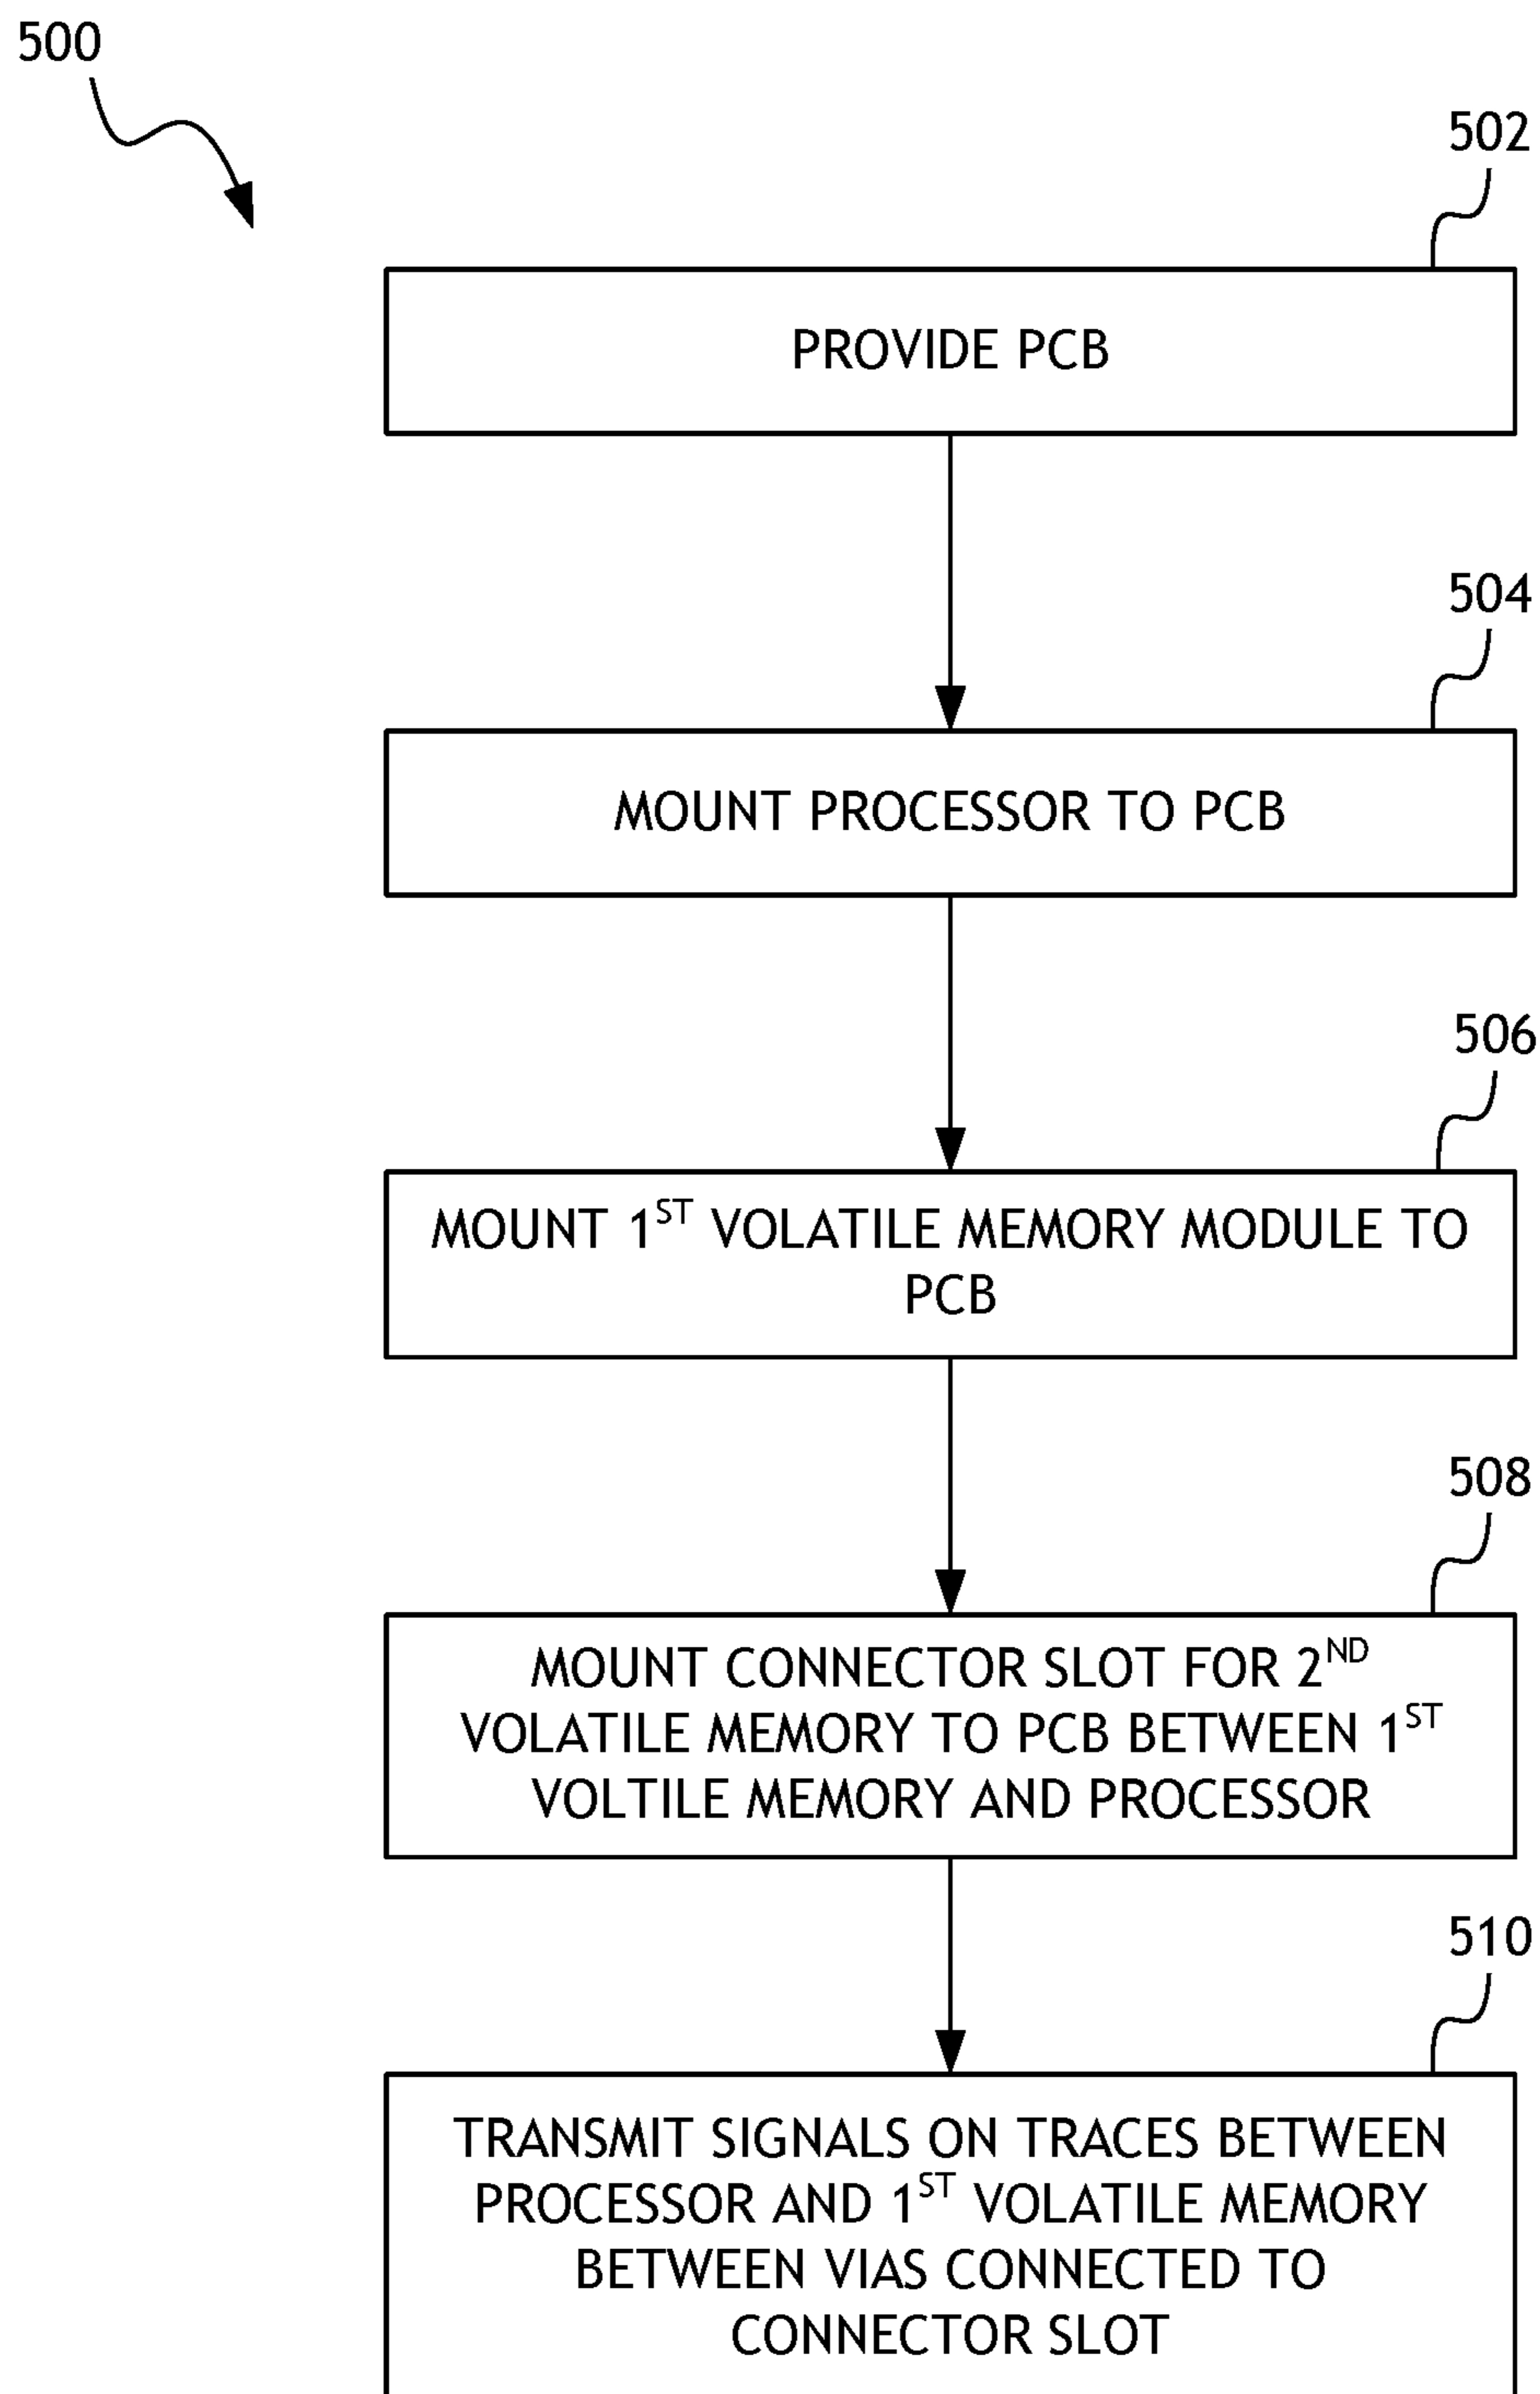 500
502
PROVIDE PCB
504
MOUNT PROCESSOR TO PCB
506
MOUNT 1ST VOLATILE MEMORY MODULE TO
PCB
508
MOUNT CONNECTOR SLOT FOR 2ND
VOLATILE MEMORY TO PCB BETWEEN 1ST
VOLTILE MEMORY AND PROCESSOR
510
TRANSMIT SIGNALS ON TRACES BETWEEN
PROCESSOR AND 1ST VOLATILE MEMORY
BETWEEN VIAS CONNECTED TO
CONNECTOR SLOT